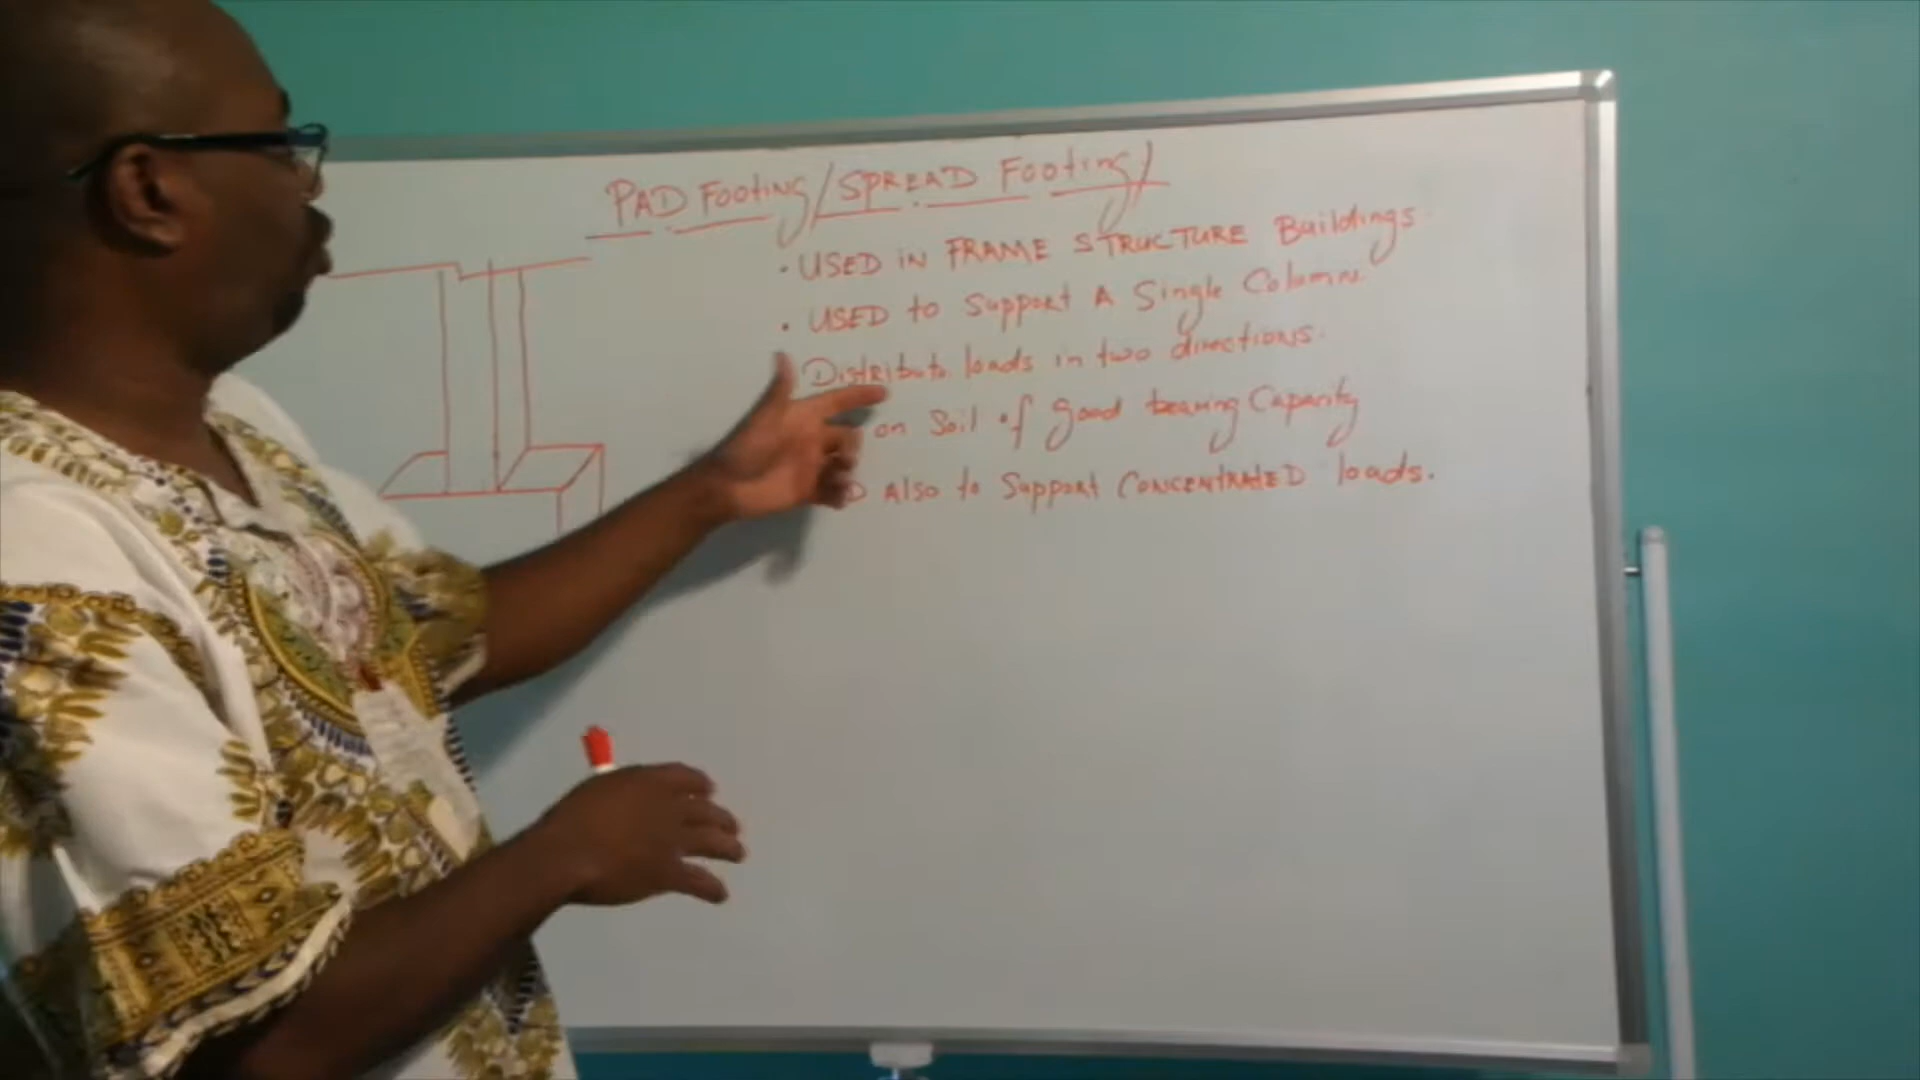 PAD Footing/SPREAD Footing/
• USED in FRAME STRUCTURE Buildings.
• USED to Support A Single Column
Distribute loads in two directions.
on Soil of good bearing Capacity
D Also to Support CONCENTRATED loads.